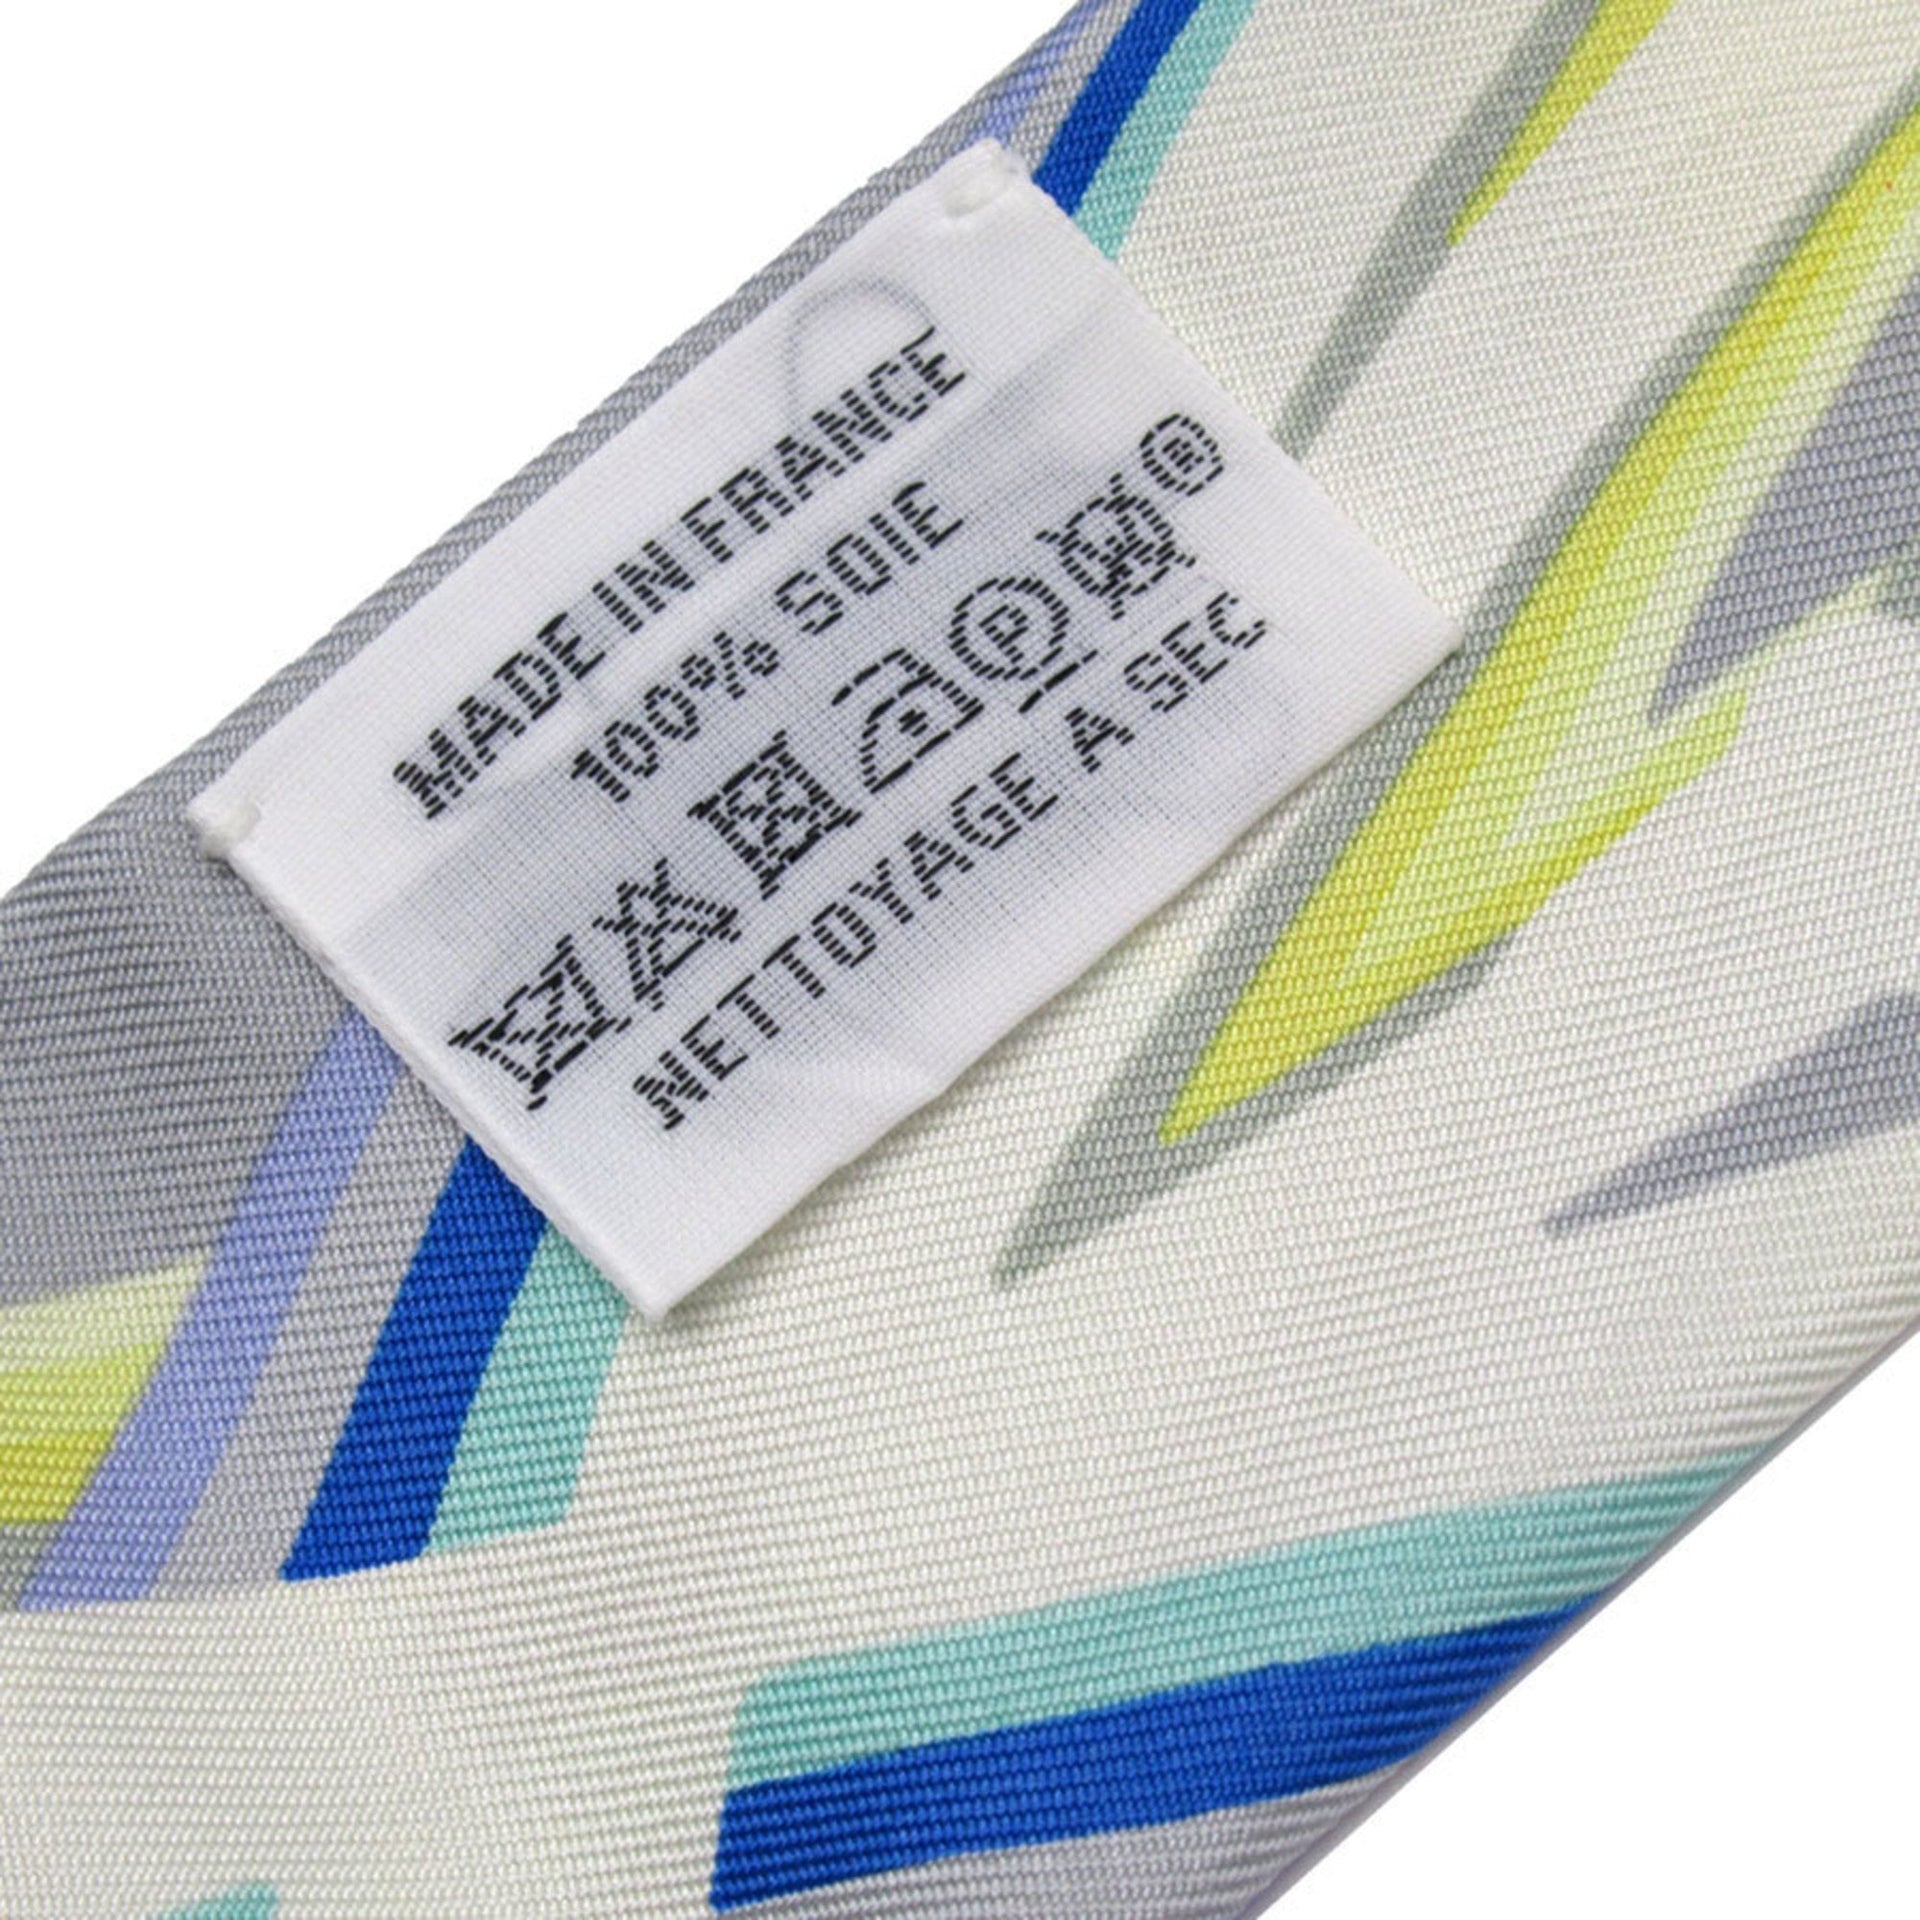 MADE IN FRANCE
100% SOIE
P
®
NETTOYAGE A SEC